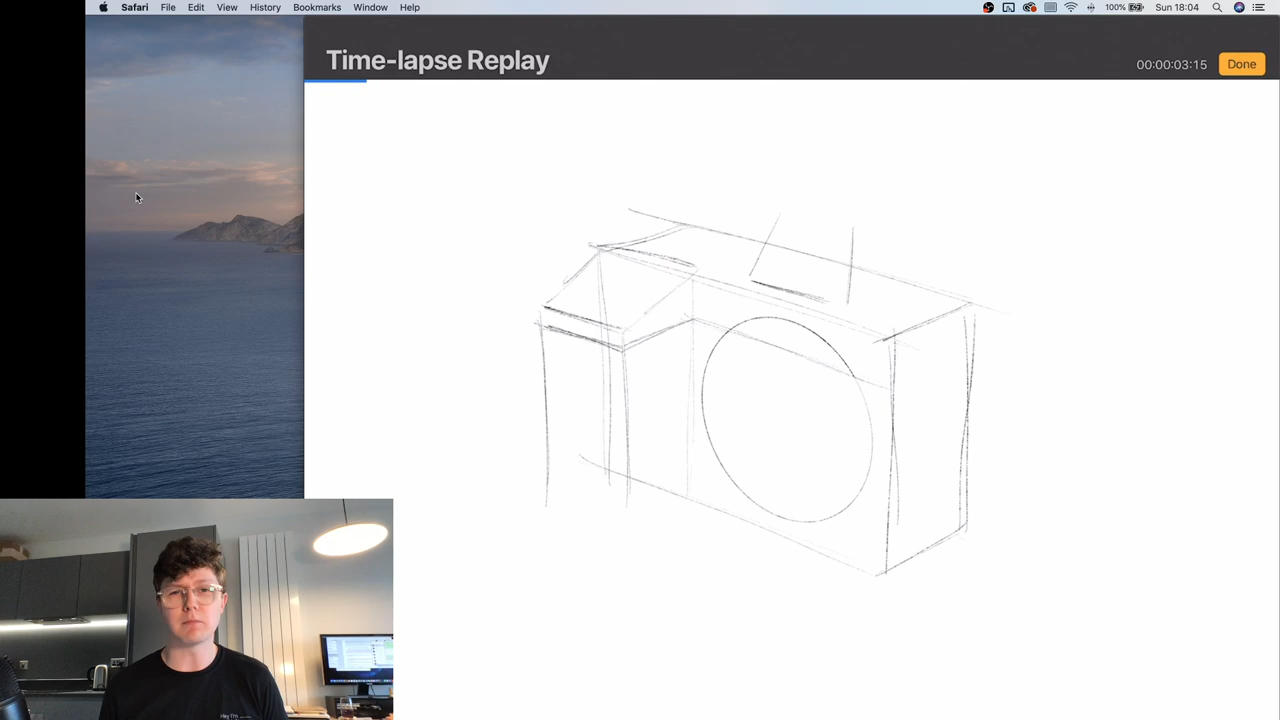 Safari File Edit View History Bookmarks Window Help 100% Sun 18:04
Time-lapse Replay
00:00:03:15 Done